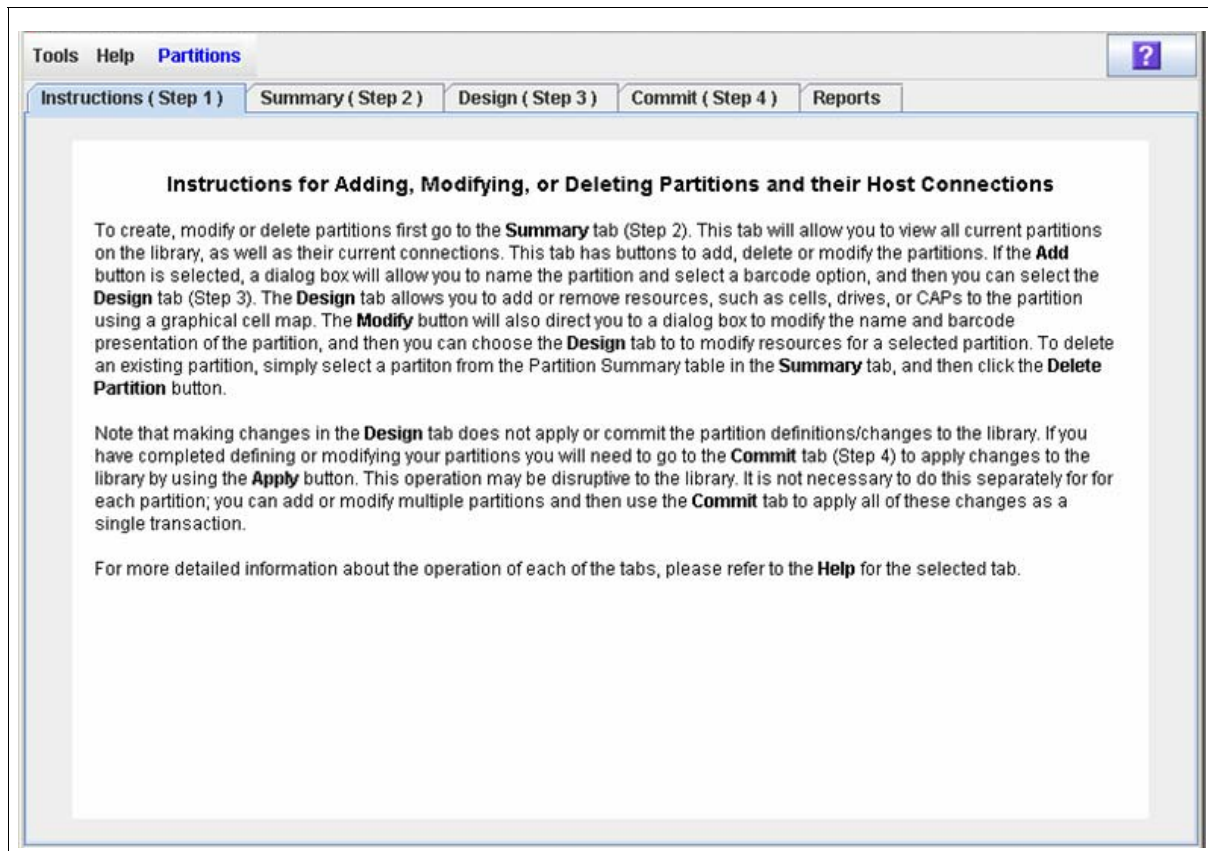 Tools Help Partitions
?
Instructions ( Step 1 ) Summary ( Step 2 ) Design ( Step 3 ) Commit ( Step 4 ) Reports
Instructions for Adding, Modifying, or Deleting Partitions and their Host Connections
To create, modify or delete partitions first go to the Summary tab (Step 2). This tab will allow you to view all current partitions
on the library, as well as their current connections. This tab has buttons to add, delete or modify the partitions. If the Add
button is selected, a dialog box will allow you to name the partition and select a barcode option, and then you can select the
Design tab (Step 3). The Design tab allows you to add or remove resources, such as cells, drives, or CAPs to the partition
using a graphical cell map. The Modify button will also direct you to a dialog box to modify the name and barcode
presentation of the partition, and then you can choose the Design tab to to modify resources for a selected partition. To delete
an existing partition, simply select a partiton from the Partition Summary table in the Summary tab, and then click the Delete
Partition button.
Note that making changes in the Design tab does not apply or commit the partition definitions/changes to the library. If you
have completed defining or modifying your partitions you will need to go to the Commit tab (Step 4) to apply changes to the
library by using the Apply button. This operation may be disruptive to the library. It is not necessary to do this separately for for
each partition; you can add or modify multiple partitions and then use the Commit tab to apply all of these changes as a
single transaction.
For more detailed information about the operation of each of the tabs, please refer to the Help for the selected tab.